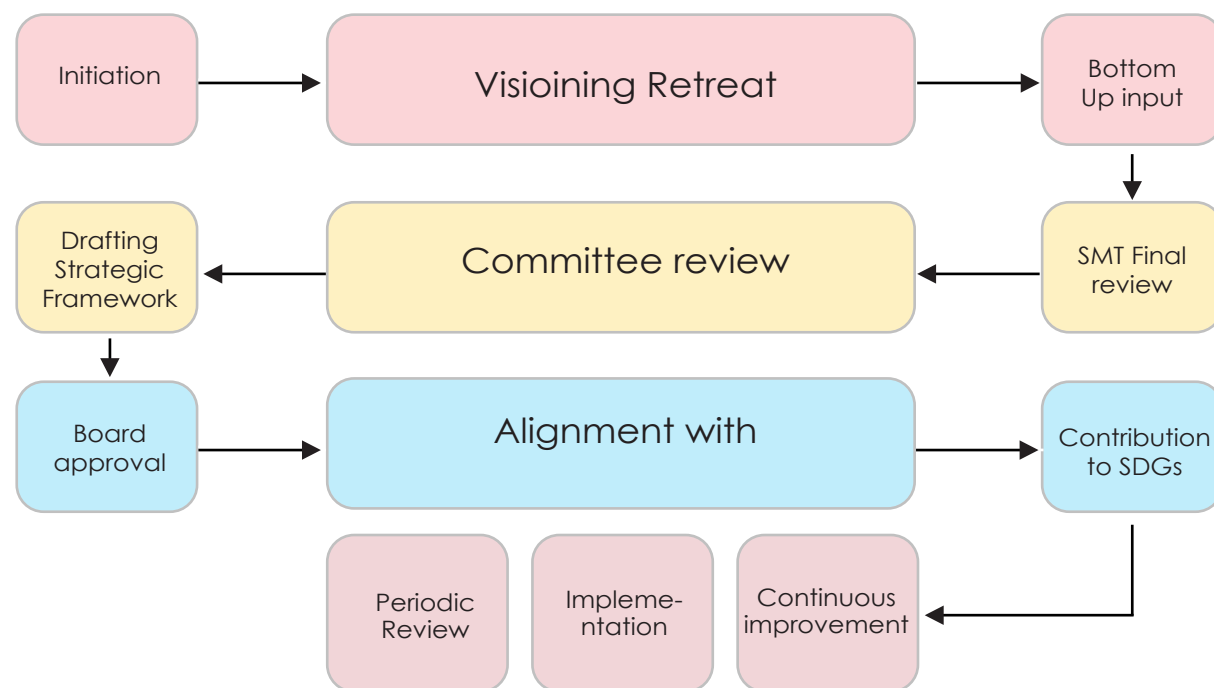 Initiation
Visioining Retreat
Bottom
Up input
Drafting
Strategic
Framework
Committee review
SMT Final
review
Board
approval
Alignment with
Contribution
to SDGs
Periodic
Review
Impleme-
ntation
Continuous
improvement